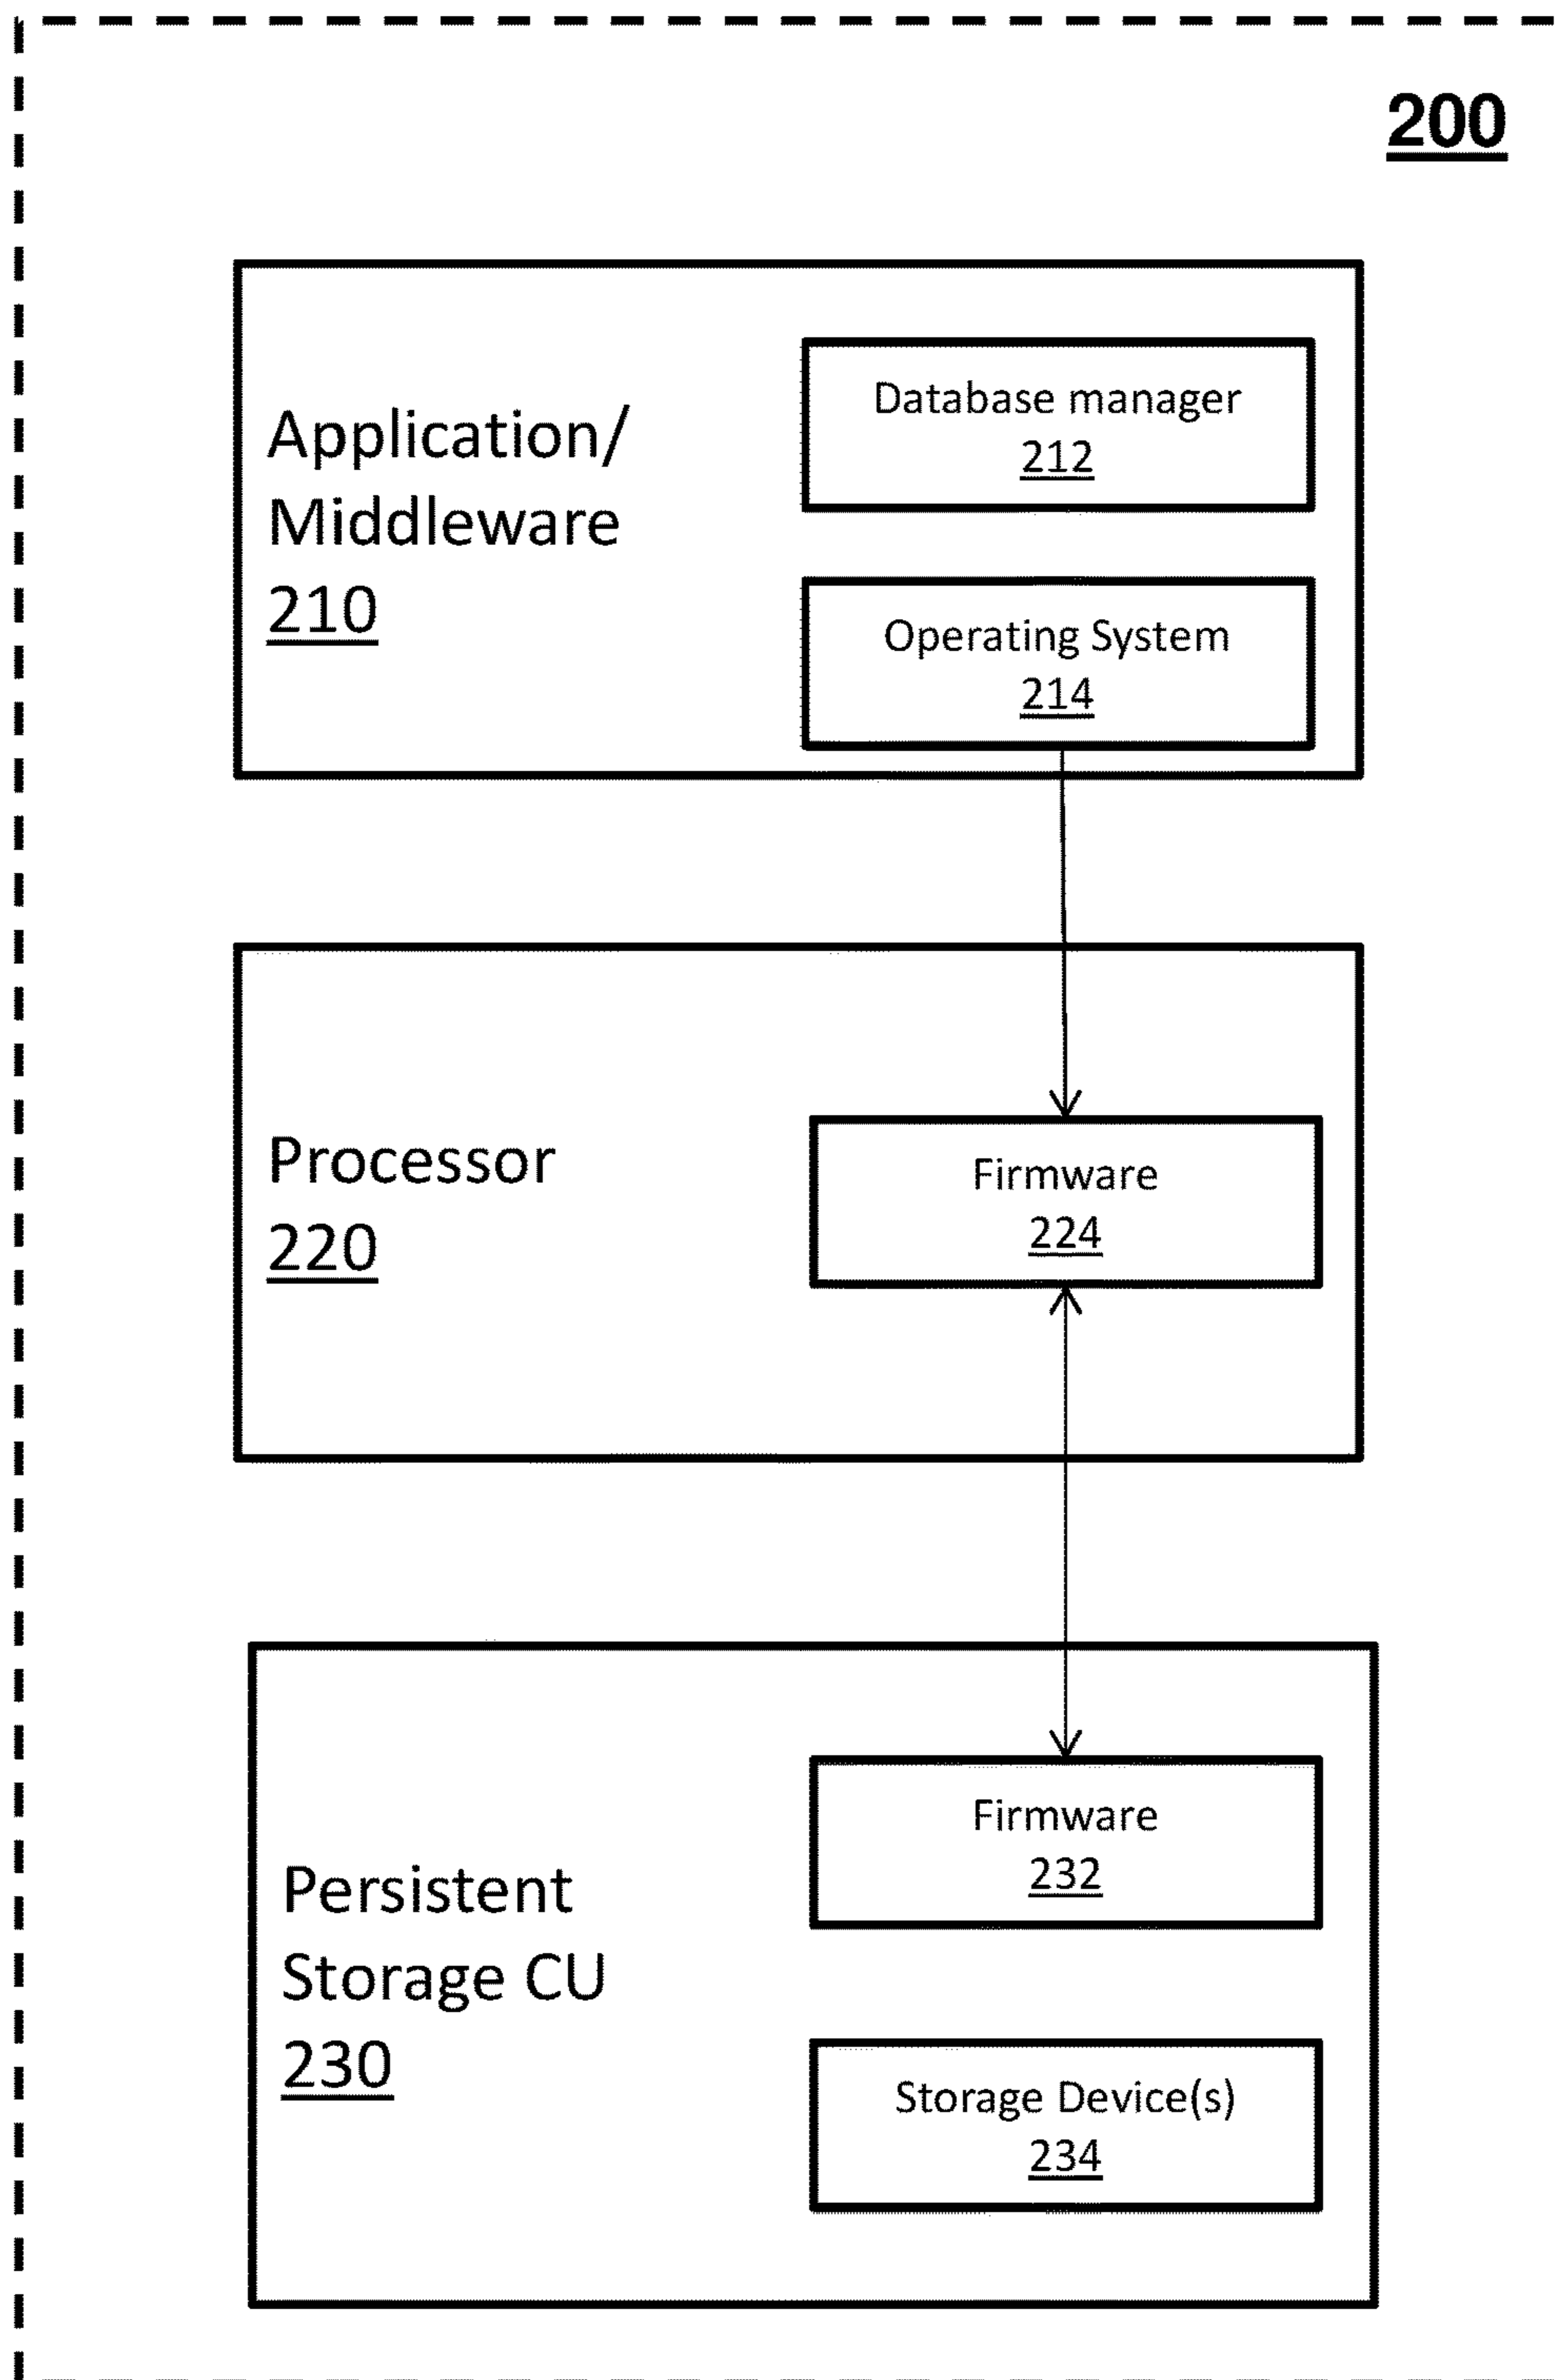 200
Application/
Middleware
210
Database manager
212
Operating System
214
Processor
220
Firmware
224
Persistent
Storage CU
230
Firmware
232
Storage Device(s)
234